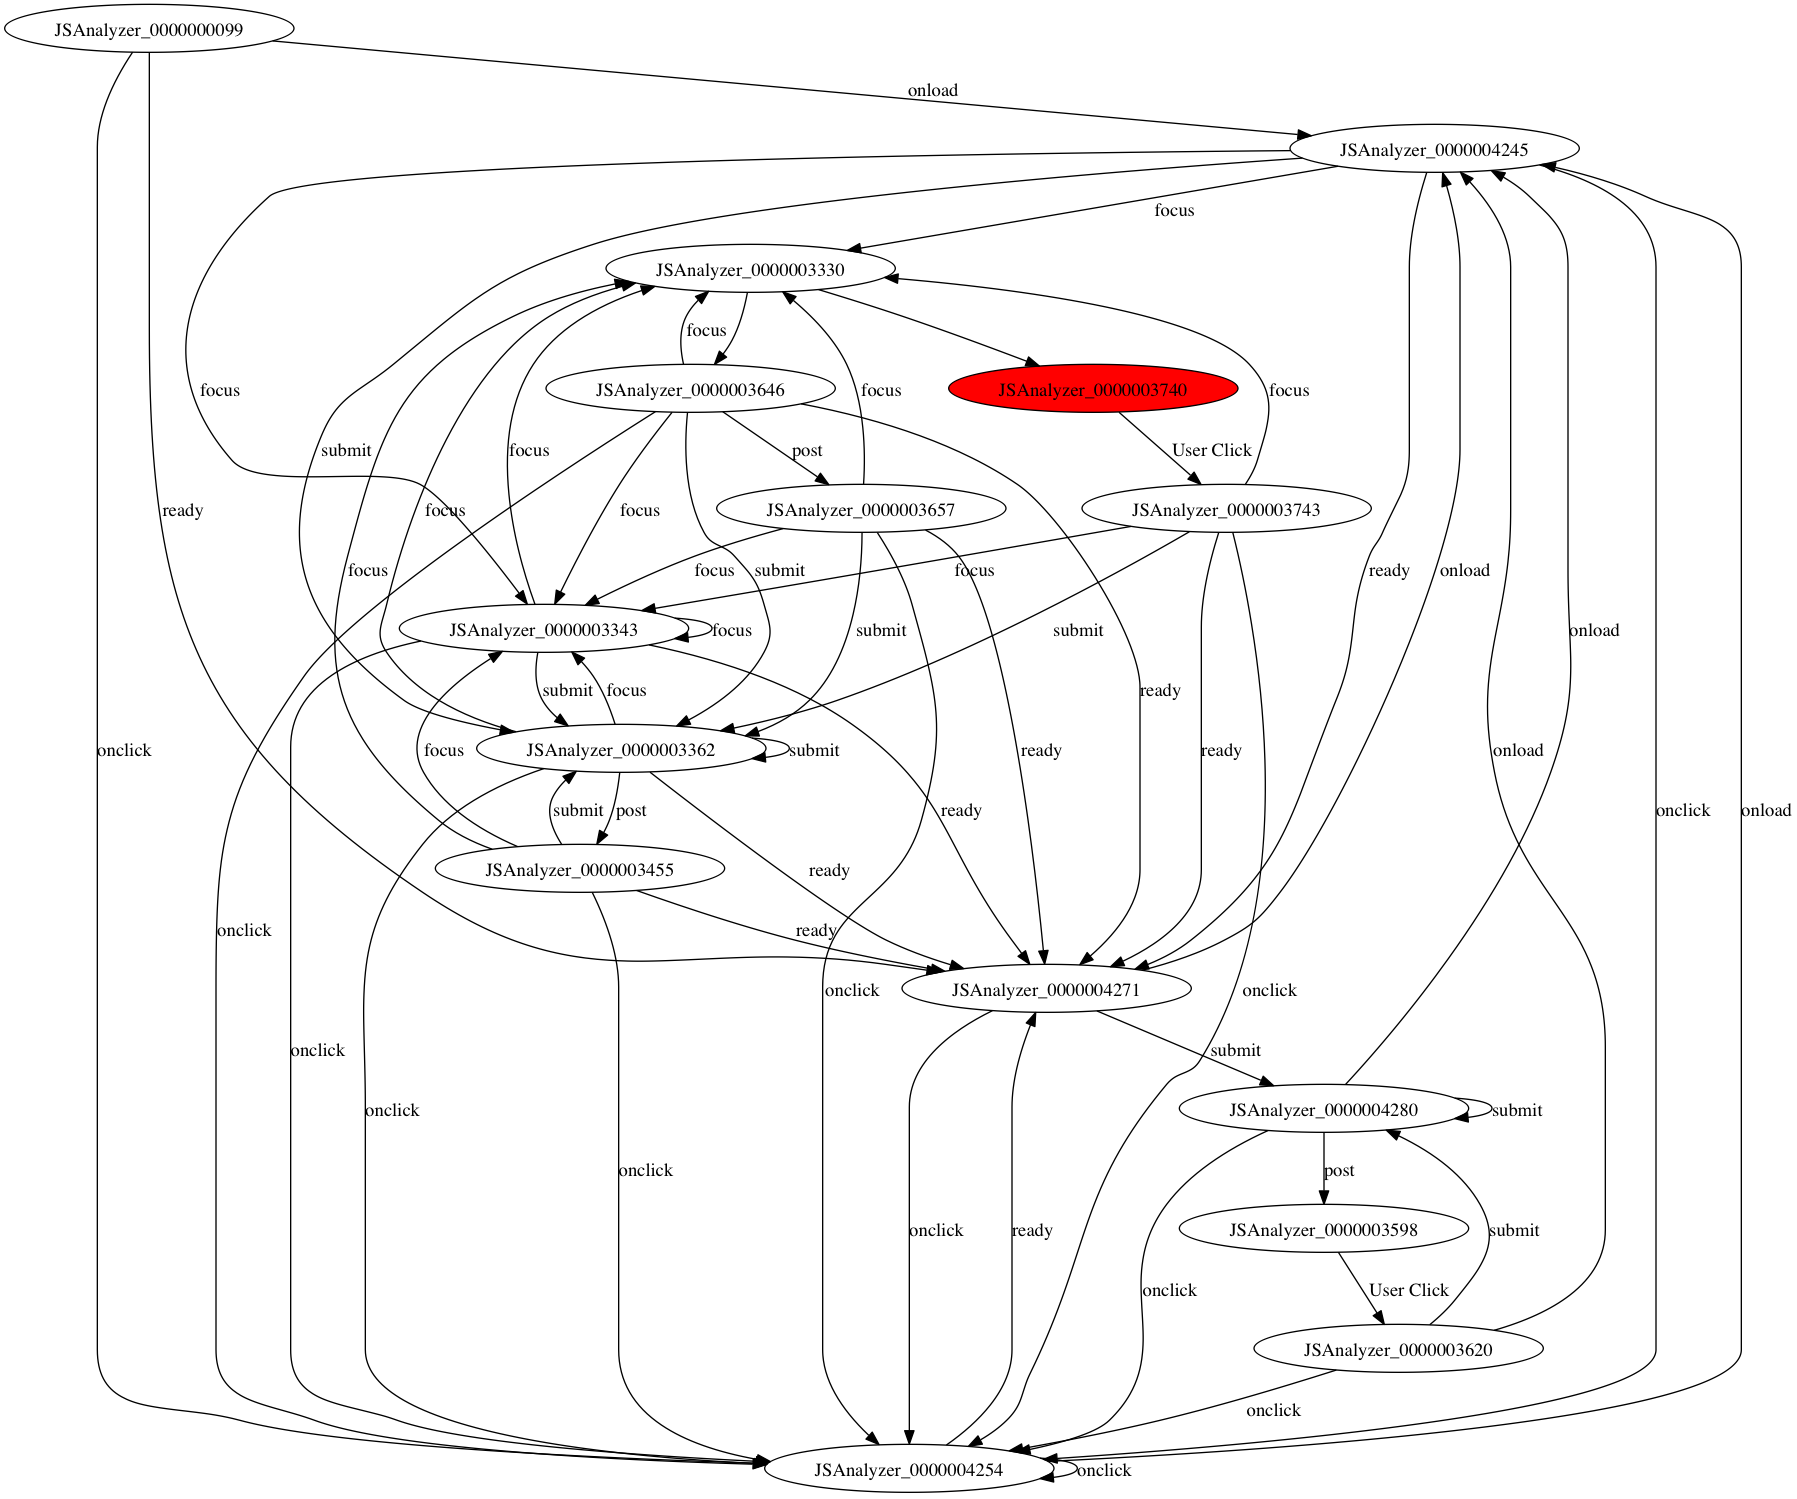 JSAnalyzer_0000000099
onload
JSAnalyzer_0000004245
focus
JSAnalyzer_0000003330
focus
focus
JSAnalyzer_0000003646
focus
JSAnalyzer_0000003740
focus
submit
focus
post
User Click
ready
focus
focus
JSAnalyzer_0000003657
JSAnalyzer_0000003743
focus
submit
focus
focus
ready
onload
JSAnalyzer_0000003343
focus
submit
submit
onload
submit
focus
ready
onclick
focus
JSAnalyzer_0000003362
submit
ready
ready
onload
submit
post
ready
onclick
onload
JSAnalyzer_0000003455
ready
onclick
ready
JSAnalyzer_0000004271
onclick
onclick
onclick
submit
onclick
JSAnalyzer_0000004280
submit
onclick
post
onclick
ready
JSAnalyzer_0000003598
submit
onclick
User Click
JSAnalyzer_0000003620
onclick
JSAnalyzer_0000004254
onclick